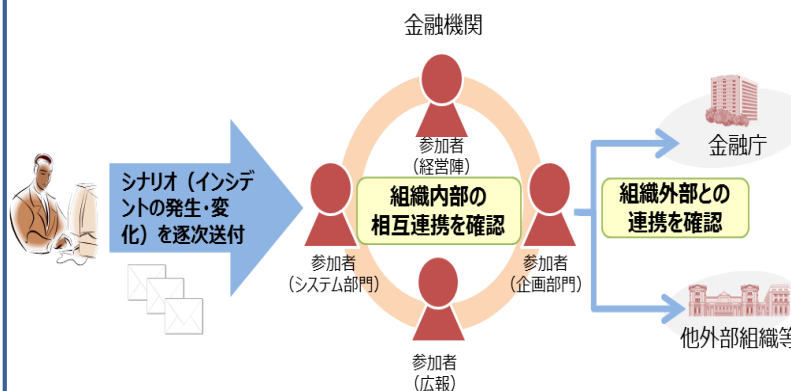 金融機関
シナリオ（インシデ
ントの発生・変
化）を逐次送付
参加者
（経営陣）
組織内部の
相互連携を確認
参加者
（システム部門）
参加者
（企画部門）
参加者
（広報）
組織外部との
連携を確認
金融庁
他外部組織等